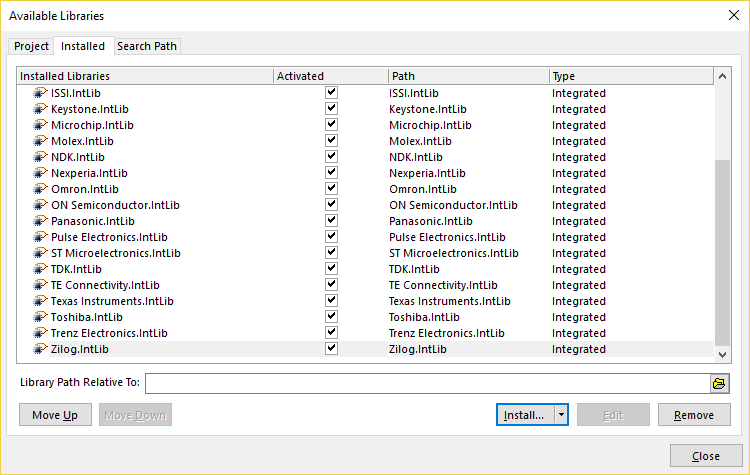 Available Libraries
Project Installed Search Path
Installed Libraries Activated Path Type
ISSI.IntLib ISSI.IntLib Integrated
Keystone.IntLib Keystone.IntLib Integrated
Microchip.IntLib Microchip.IntLib Integrated
Molex.IntLib Molex.IntLib Integrated
NDK.IntLib NDK.IntLib Integrated
Nexperia.IntLib Nexperia.IntLib Integrated
Omron.IntLib Omron.IntLib Integrated
ON Semiconductor.IntLib ON Semiconductor.IntLib Integrated
Panasonic.IntLib Panasonic.IntLib Integrated
Pulse Electronics.IntLib Pulse Electronics.IntLib Integrated
ST Microelectronics.IntLib ST Microelectronics.IntLib Integrated
TDK.IntLib TDK.IntLib Integrated
TE Connectivity.IntLib TE Connectivity.IntLib Integrated
Texas Instruments.IntLib Texas Instruments.IntLib Integrated
Toshiba.IntLib Toshiba.IntLib Integrated
Trenz Electronics.IntLib Trenz Electronics.IntLib Integrated
Zilog.IntLib Zilog.IntLib Integrated
Library Path Relative To:
Move Up Move Down Install... Edit Remove
Close